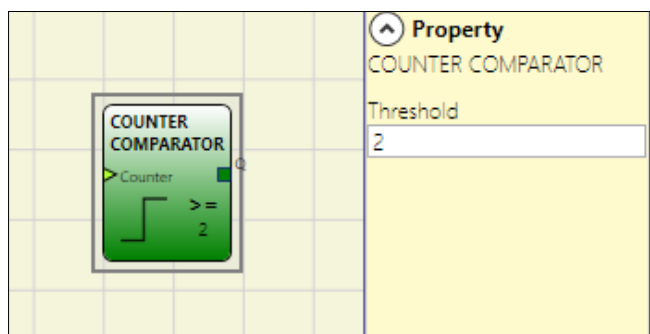 COUNTER
COMPARATOR
Counter
Q
>=
2
Property
COUNTER COMPARATOR
Threshold
2